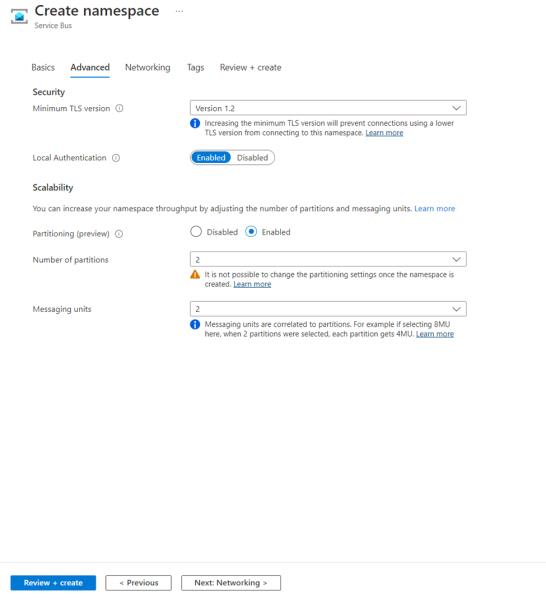 Create namespace ...
Service Bus
Basics Advanced Networking Tags Review + create
Security
Minimum TLS version
Version 1.2
Increasing the minimum TLS version will prevent connections using a lower
TLS version from connecting to this namespace. Learn more
Local Authentication
Enabled Disabled
Scalability
You can increase your namespace throughput by adjusting the number of partitions and messaging units. Learn more
Partitioning (preview)
Disabled Enabled
Number of partitions
2
It is not possible to change the partitioning settings once the namespace is
created. Learn more
Messaging units
2
Messaging units are correlated to partitions. For example if selecting 8MU
here, when 2 partitions were selected, each partition gets 4MU. Learn more
Review + create < Previous Next: Networking >